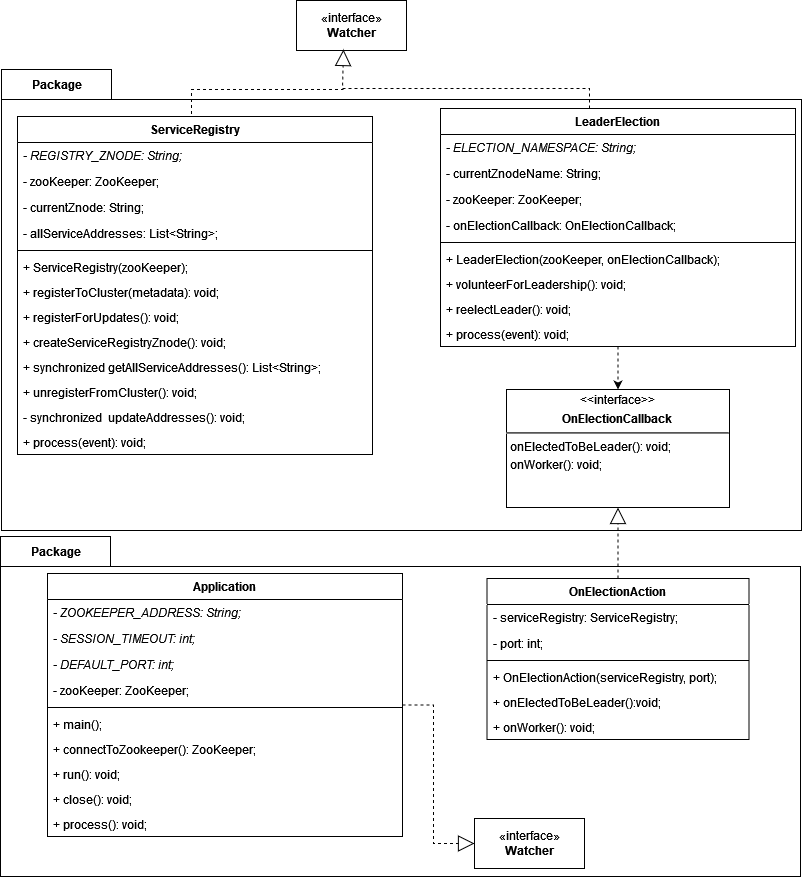 «interface»
Watcher
Package
ServiceRegistry
- REGISTRY_ZNODE: String;
- zooKeeper: ZooKeeper;
- currentZnode: String;
- allServiceAddresses: List<String>;
+ ServiceRegistry(zooKeeper);
+ registerToCluster(metadata): void;
+ registerForUpdates(): void;
+ createServiceRegistryZnode(): void;
+ synchronized getAllServiceAddresses(): List<String>;
+ unregisterFromCluster(): void;
- synchronized  updateAddresses(): void;
+ process(event): void;
LeaderElection
- ELECTION_NAMESPACE: String;
- currentZnodeName: String;
- zooKeeper: ZooKeeper;
- onElectionCallback: OnElectionCallback;
+ LeaderElection(zooKeeper, onElectionCallback);
+ volunteerForLeadership(): void;
+ reelectLeader(): void;
+ process(event): void;
<<interface>>
OnElectionCallback
onElectedToBeLeader(): void;
onWorker(): void;
Package
Application
- ZOOKEEPER_ADDRESS: String;
- SESSION_TIMEOUT: int;
- DEFAULT_PORT: int;
- zooKeeper: ZooKeeper;
+ main();
+ connectToZookeeper(): ZooKeeper;
+ run(): void;
+ close(): void;
+ process(): void;
OnElectionAction
- serviceRegistry: ServiceRegistry;
- port: int;
+ OnElectionAction(serviceRegistry, port);
+ onElectedToBeLeader():void;
+ onWorker(): void;
«interface»
Watcher